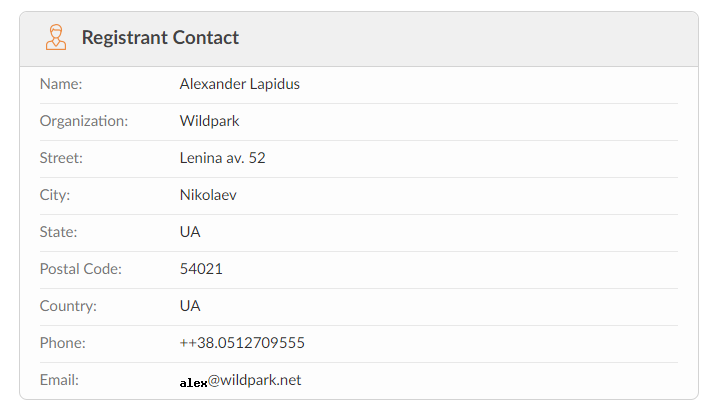 Registrant Contact
Name: Alexander Lapidus
Organization: Wildpark
Street: Lenina av. 52
City: Nikolaev
State: UA
Postal Code: 54021
Country: UA
Phone: ++38.0512709555
Email: alex@wildpark.net